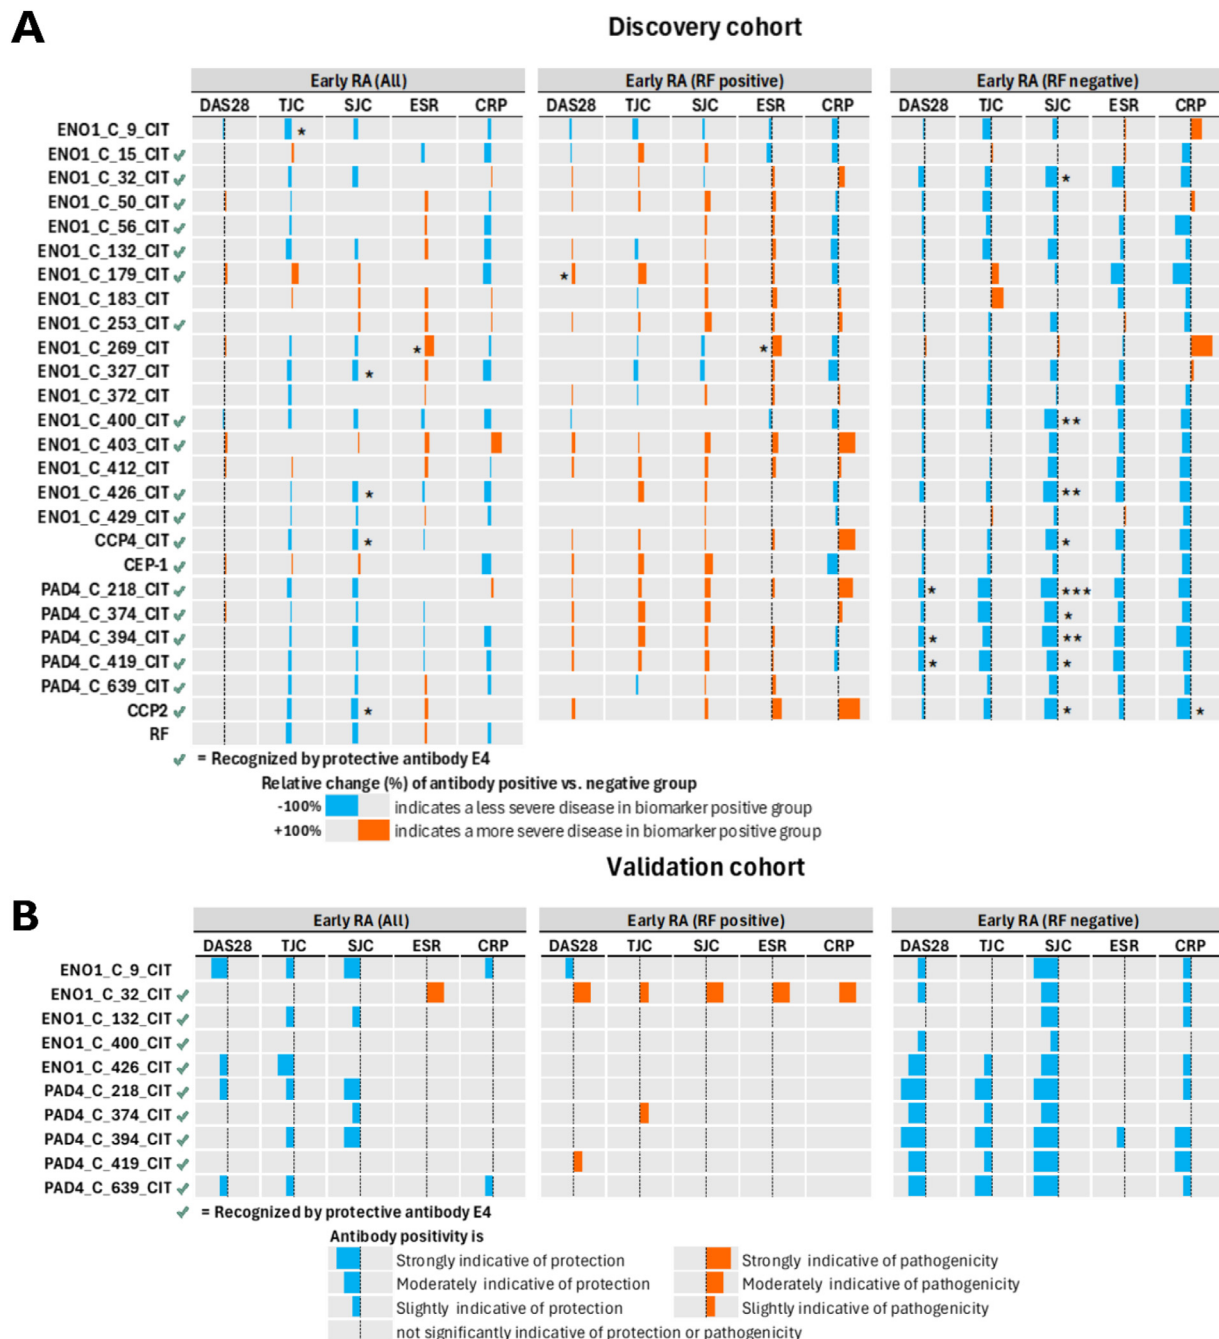 A
Discovery cohort
Early RA (All) Early RA (RF positive) Early RA (RF negative)
DAS28 TJC SJC ESR CRP DAS28 TJC SJC ESR CRP DAS28 TJC SJC ESR CRP
ENO1_C_9_CIT *
ENO1_C_15_CIT ✓
ENO1_C_32_CIT ✓ *
ENO1_C_50_CIT ✓
ENO1_C_56_CIT ✓
ENO1_C_132_CIT ✓
ENO1_C_179_CIT ✓ *
ENO1_C_183_CIT
ENO1_C_253_CIT ✓
ENO1_C_269_CIT * *
ENO1_C_327_CIT *
ENO1_C_372_CIT
ENO1_C_400_CIT ✓ **
ENO1_C_403_CIT ✓
ENO1_C_412_CIT
ENO1_C_426_CIT ✓ * **
ENO1_C_429_CIT ✓
CCP4_CIT ✓ * *
CEP-1 ✓
PAD4_C_218_CIT ✓ * ***
PAD4_C_374_CIT ✓ *
PAD4_C_394_CIT ✓ * **
PAD4_C_419_CIT ✓ * *
PAD4_C_639_CIT ✓
CCP2 ✓ * * *
RF
✓ = Recognized by protective antibody E4
Relative change (%) of antibody positive vs. negative group
-100% indicates a less severe disease in biomarker positive group
+100% indicates a more severe disease in biomarker positive group
Validation cohort
B
Early RA (All) Early RA (RF positive) Early RA (RF negative)
DAS28 TJC SJC ESR CRP DAS28 TJC SJC ESR CRP DAS28 TJC SJC ESR CRP
ENO1_C_9_CIT
ENO1_C_32_CIT ✓
ENO1_C_132_CIT ✓
ENO1_C_400_CIT ✓
ENO1_C_426_CIT ✓
PAD4_C_218_CIT ✓
PAD4_C_374_CIT ✓
PAD4_C_394_CIT ✓
PAD4_C_419_CIT ✓
PAD4_C_639_CIT ✓
✓ = Recognized by protective antibody E4
Antibody positivity is
Strongly indicative of protection Strongly indicative of pathogenicity
Moderately indicative of protection Moderately indicative of pathogenicity
Slightly indicative of protection Slightly indicative of pathogenicity
not significantly indicative of protection or pathogenicity